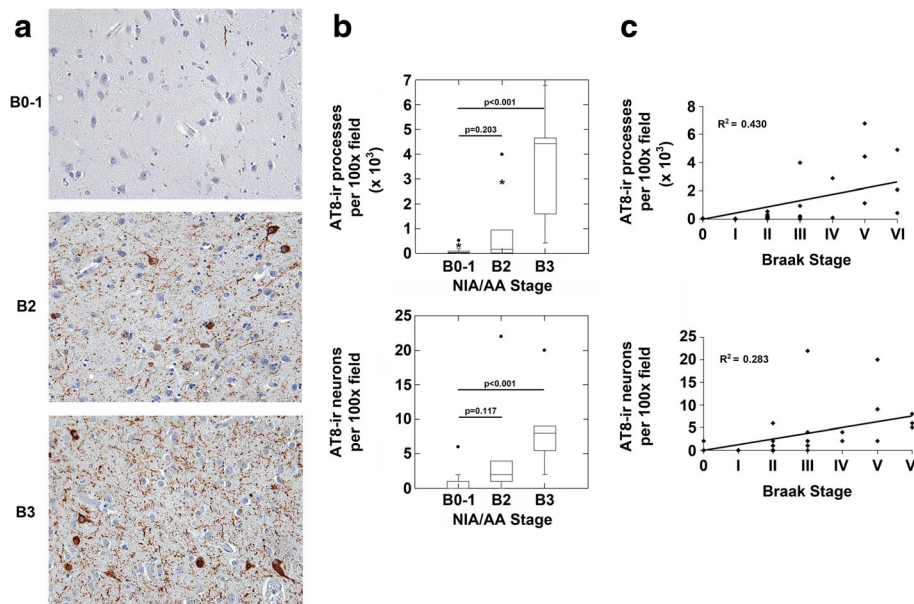 a
B0-1
B2
B3
b
AT8-ir processes
per 100x field
(x 10³)
7
6
5
4
3
2
1
0
p<0.001
p=0.203
*
*
B0-1 B2 B3
NIA/AA Stage
AT8-ir neurons
per 100x field
25
20
15
10
5
0
p<0.001
p=0.117
B0-1 B2 B3
NIA/AA Stage
c
AT8-ir processes
per 100x field
(x 10³)
8
6
4
2
0
R² = 0.430
0 I II III IV V VI
Braak Stage
AT8-ir neurons
per 100x field
25
20
15
10
5
0
R² = 0.283
0 I II III IV V V
Braak Stage